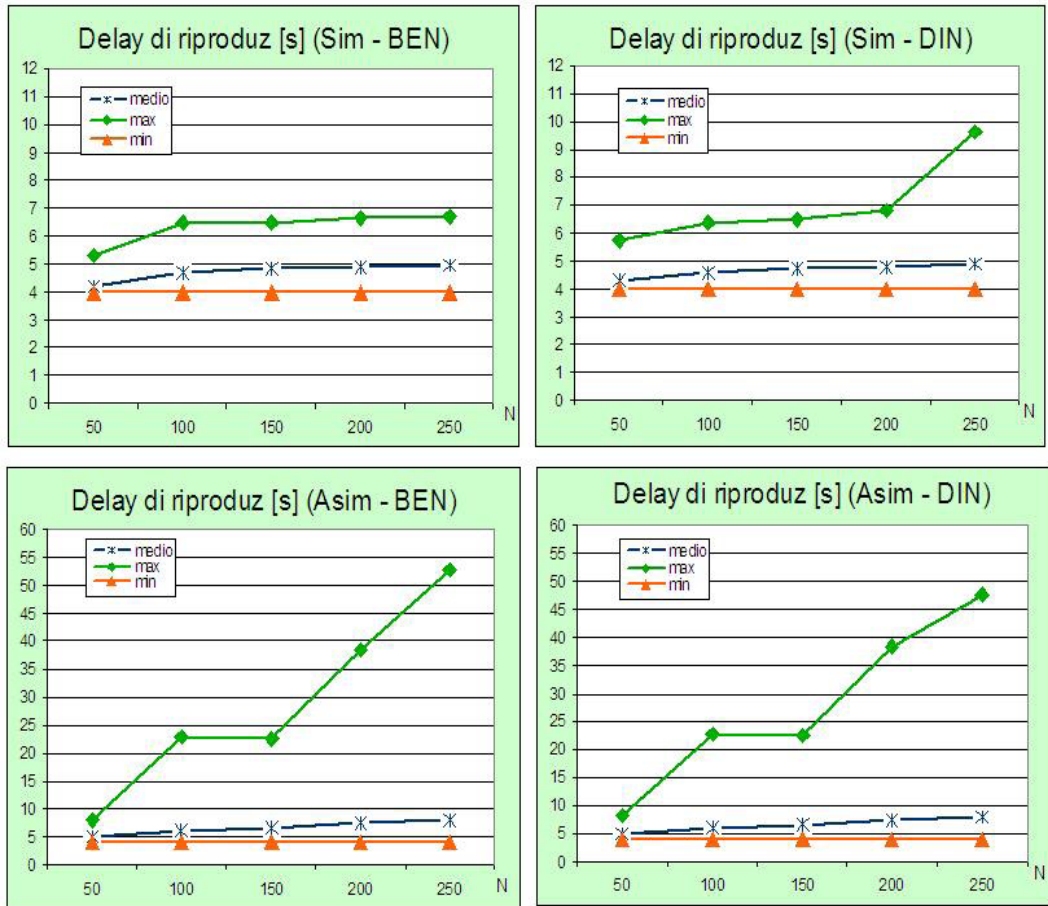 Delay di riproduz [s] (Sim - BEN)
12
11
10
9
8
7
6
5
4
3
2
1
0
medio
max
min
50 100 150 200 250 N
Delay di riproduz [s] (Sim - DIN)
12
11
10
9
8
7
6
5
4
3
2
1
0
medio
max
min
50 100 150 200 250 N
Delay di riproduz [s] (Asim - BEN)
60
55
50
45
40
35
30
25
20
15
10
5
0
medio
max
min
50 100 150 200 250 N
Delay di riproduz [s] (Asim - DIN)
60
55
50
45
40
35
30
25
20
15
10
5
0
medio
max
min
50 100 150 200 250 N